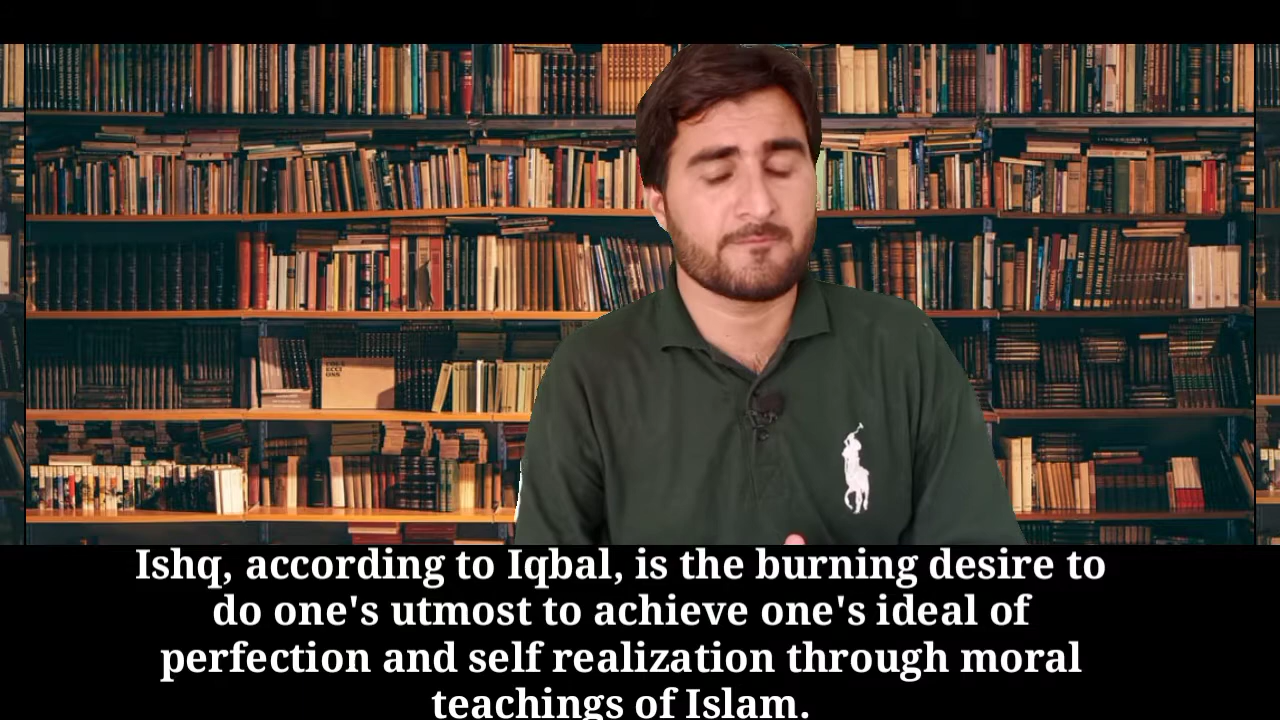 Ishq, according to Iqbal, is the burning desire to
do one's utmost to achieve one's ideal of
perfection and self realization through moral
teachings of Islam.